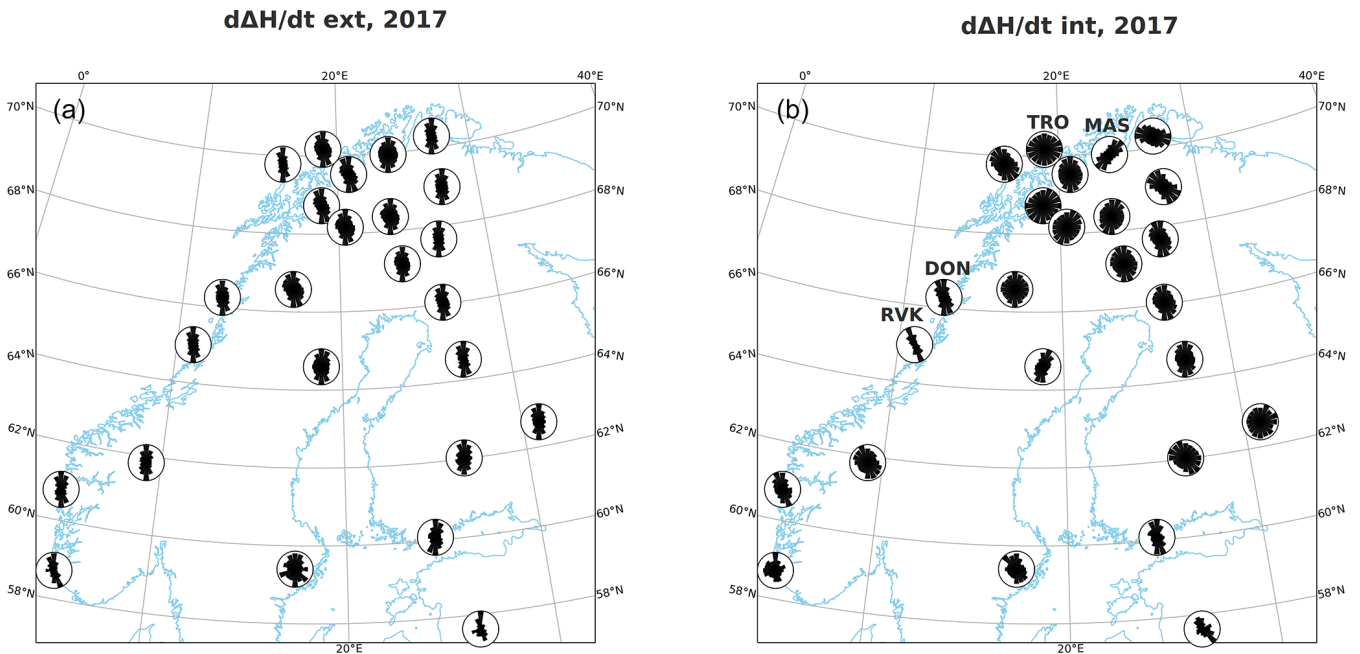 dΔH/dt ext, 2017
0° 20°E 40°E
(a)
70°N 70°N
68°N 68°N
66°N 66°N
64°N 64°N
62°N 62°N
60°N 60°N
58°N 58°N
20°E
dΔH/dt int, 2017
0° 20°E 40°E
(b)
TRO MAS
70°N 70°N
68°N 68°N
DON
66°N 66°N
RVK
64°N 64°N
62°N 62°N
60°N 60°N
58°N 58°N
20°E